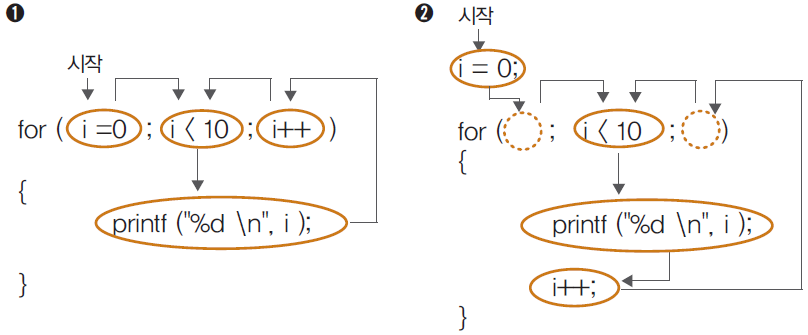 ❶
시작
for ( i =0 ; i < 10 ; i++ )
{
printf ("%d \n", i );
}
❷
시작
i = 0;
for ( ; i < 10 ; )
{
printf ("%d \n", i );
i++;
}